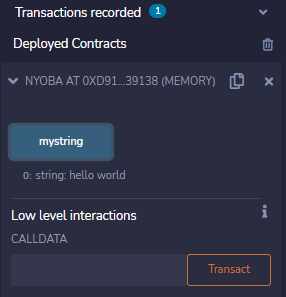 Transactions recorded 1
Deployed Contracts
NYOBA AT 0XD91...39138 (MEMORY)
mystring
0: string: hello world
Low level interactions
CALLDATA
Transact